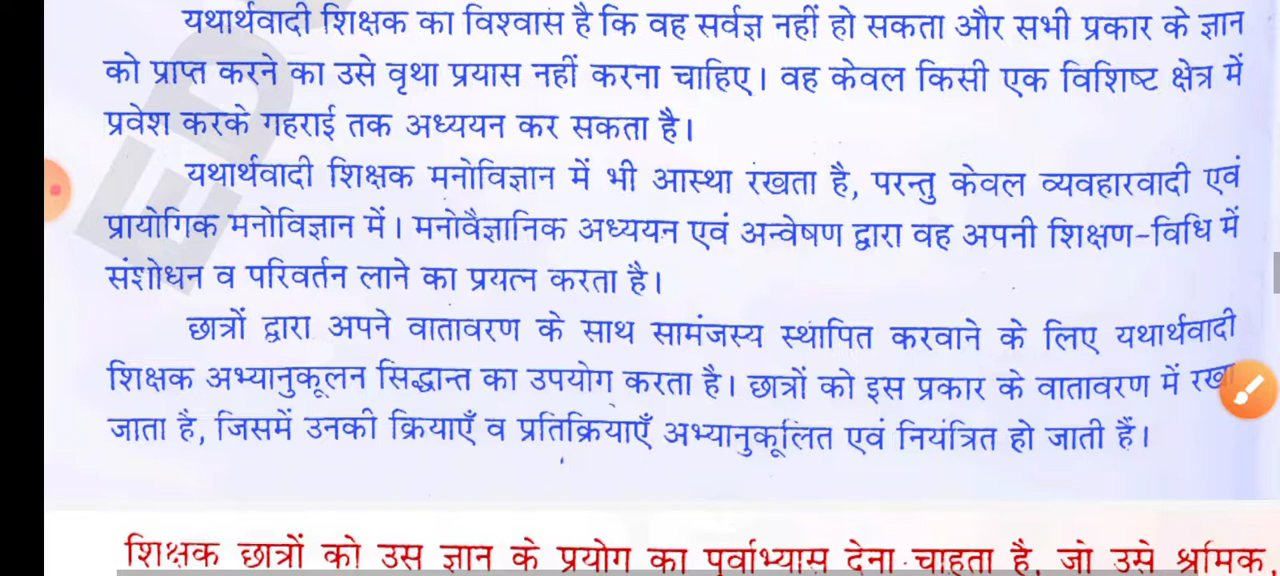 यथार्थवादी शिक्षक का विश्वास है कि वह सर्वज्ञ नहीं हो सकता और सभी प्रकार के ज्ञान
को प्राप्त करने का उसे वृथा प्रयास नहीं करना चाहिए। वह केवल किसी एक विशिष्ट क्षेत्र में
प्रवेश करके गहराई तक अध्ययन कर सकता है।
यथार्थवादी शिक्षक मनोविज्ञान में भी आस्था रखता है, परन्तु केवल व्यवहारवादी एवं
प्रायोगिक मनोविज्ञान में। मनोवैज्ञानिक अध्ययन एवं अन्वेषण द्वारा वह अपनी शिक्षण-विधि में
संशोधन व परिवर्तन लाने का प्रयत्न करता है।
छात्रों द्वारा अपने वातावरण के साथ सामंजस्य स्थापित करवाने के लिए यथार्थवादी
शिक्षक अभ्यानुकूलन सिद्धान्त का उपयोग करता है। छात्रों को इस प्रकार के वातावरण में रखा
जाता है, जिसमें उनकी क्रियाएँ व प्रतिक्रियाएँ अभ्यानुकूलित एवं नियंत्रित हो जाती हैं।
शिक्षक छात्रों को उस ज्ञान के प्रयोग का पूर्वाभ्यास देना चाहता है, जो उसे श्रमिक,